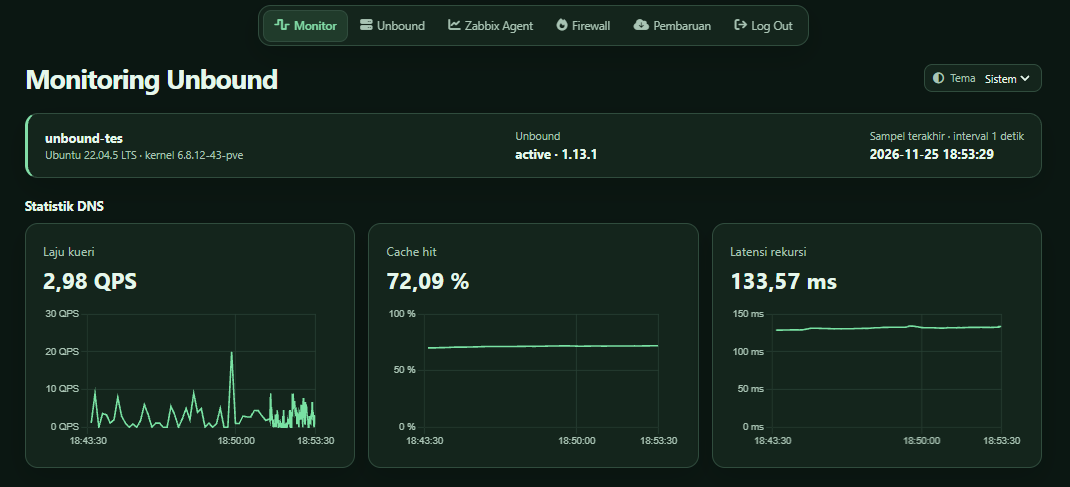 Monitor Unbound Zabbix Agent Firewall Pembaruan Log Out
Monitoring Unbound
Tema Sistem
unbound-tes
Ubuntu 22.04.5 LTS · kernel 6.8.12-43-pve
Unbound
active · 1.13.1
Sampel terakhir · interval 1 detik
2026-11-25 18:53:29
Statistik DNS
Laju kueri
2,98 QPS
30 QPS
20 QPS
10 QPS
0 QPS
18:43:30 18:50:00 18:53:30
Cache hit
72,09 %
100 %
50 %
0 %
18:43:30 18:50:00 18:53:30
Latensi rekursi
133,57 ms
150 ms
100 ms
50 ms
0 ms
18:43:30 18:50:00 18:53:30